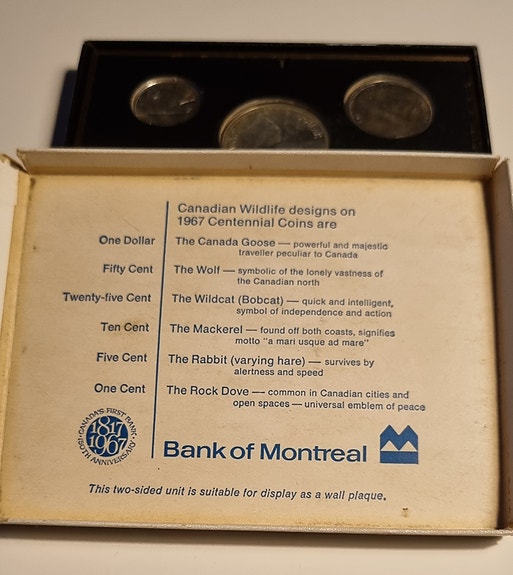 Canadian Wildlife designs on
1967 Centennial Coins are
One Dollar The Canada Goose — powerful and majestic
traveller peculiar to Canada
Fifty Cent The Wolf — symbolic of the lonely vastness of
the Canadian north
Twenty-five Cent The Wildcat (Bobcat) — quick and intelligent,
symbol of independence and action
Ten Cent The Mackerel — found off both coasts, signifies
motto "a mari usque ad mare"
Five Cent The Rabbit (varying hare) — survives by
alertness and speed
One Cent The Rock Dove — common in Canadian cities and
open spaces — universal emblem of peace
CANADA'S FIRST BANK
1817
1967
150TH ANNIVERSARY
Bank of Montreal
This two-sided unit is suitable for display as a wall plaque.